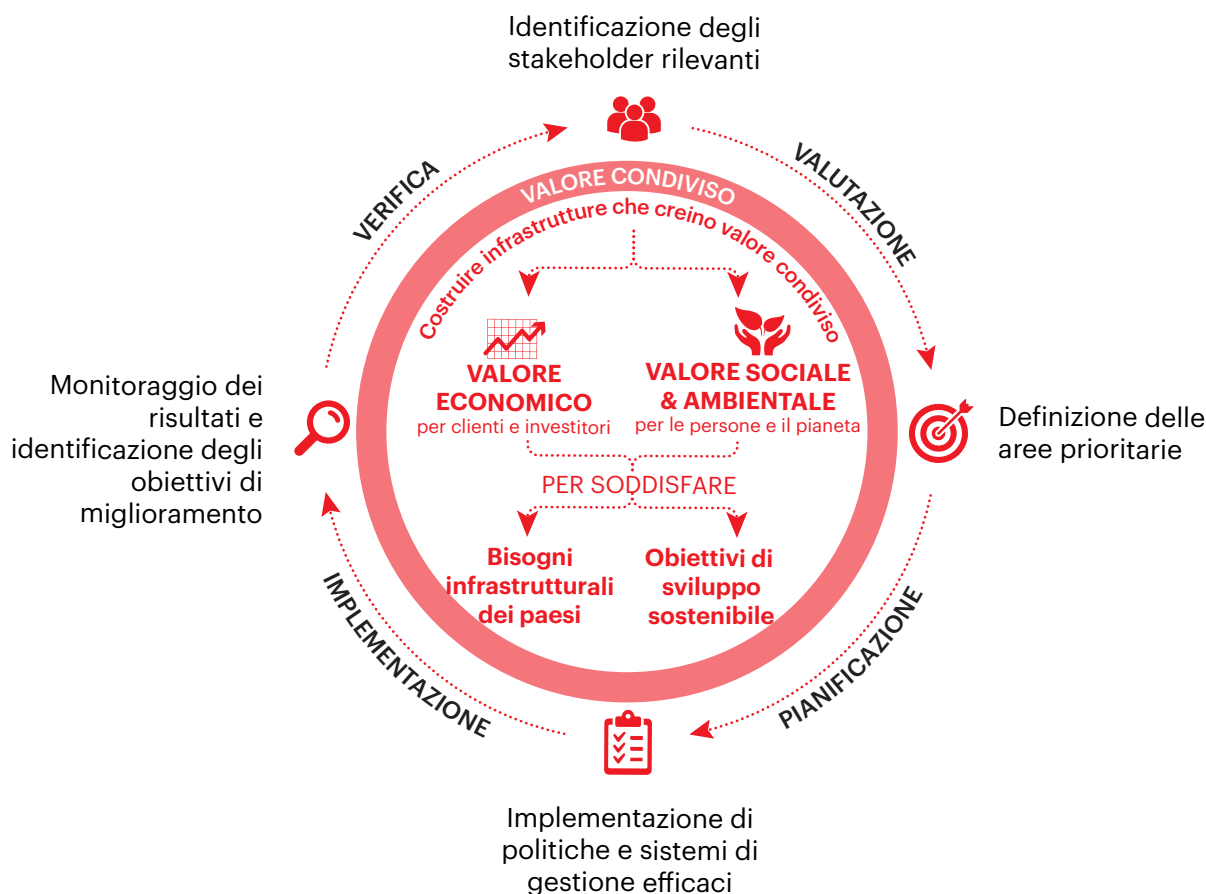 Identificazione degli
stakeholder rilevanti
VERIFICA
VALUTAZIONE
VALORE CONDIVISO
Costruire infrastrutture che creino valore condiviso
VALORE
ECONOMICO
per clienti e investitori
VALORE SOCIALE
& AMBIENTALE
per le persone e il pianeta
Monitoraggio dei
risultati e
identificazione degli
obiettivi di
miglioramento
Definizione delle
aree prioritarie
PER SODDISFARE
Bisogni
infrastrutturali
dei paesi
Obiettivi di
sviluppo
sostenibile
IMPLEMENTAZIONE
PIANIFICAZIONE
Implementazione di
politiche e sistemi di
gestione efficaci